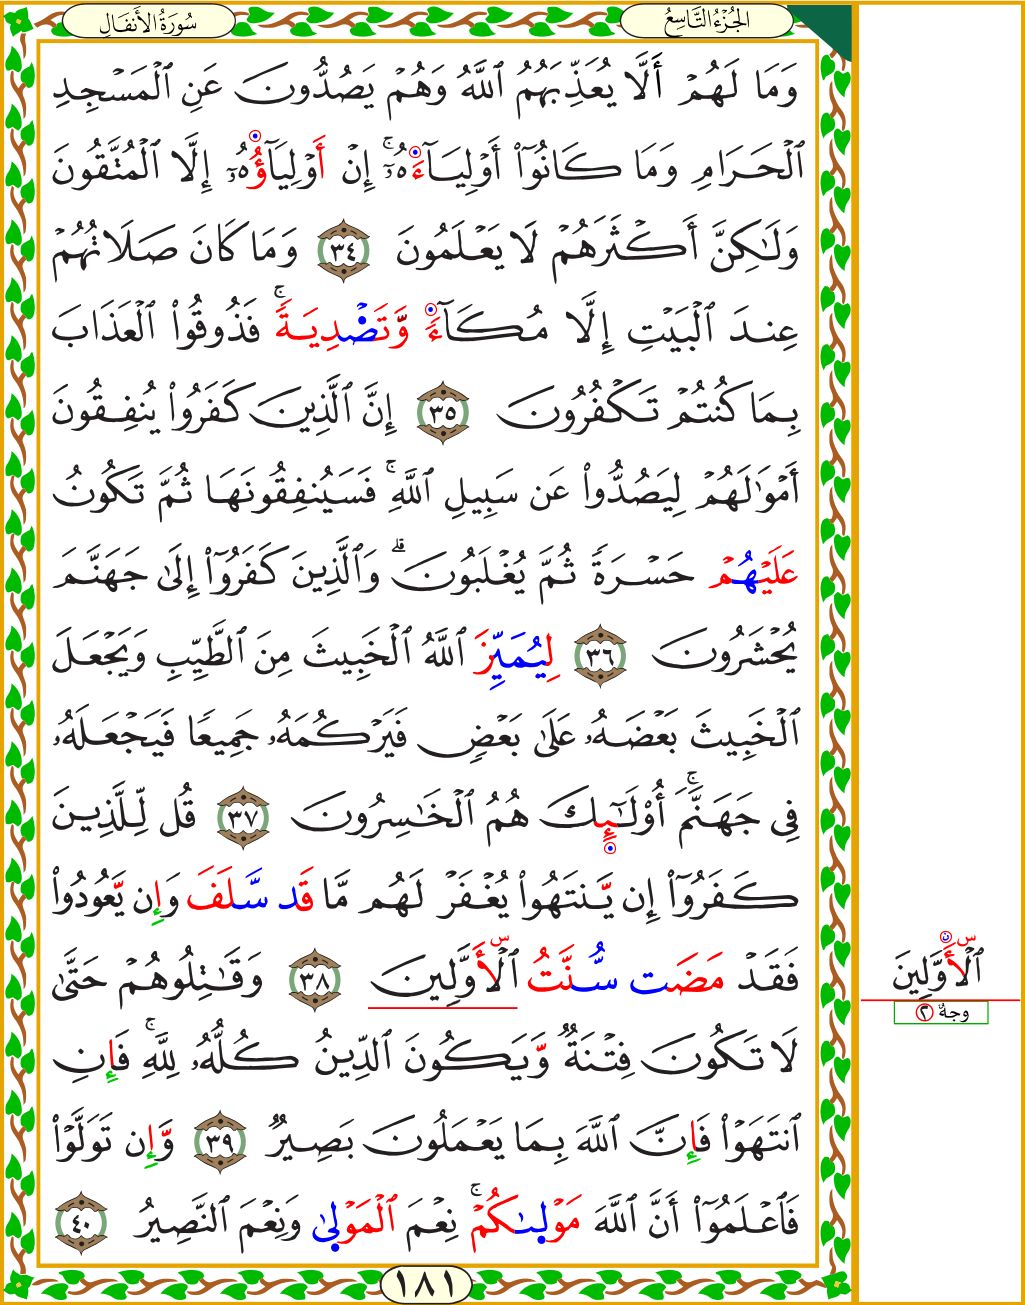 سُورَةُ الأَنفَالِ
الجُزْءُ التَّاسِعُ
وَمَا لَهُمْ أَلَّا يُعَذِّبَهُمُ ٱللَّهُ وَهُمْ يَصُدُّونَ عَنِ ٱلْمَسْجِدِ
ٱلْحَرَامِ وَمَا كَانُوٓا۟ أَوْلِيَآءَهُۥٓ ۚ إِنْ أَوْلِيَآؤُهُۥٓ إِلَّا ٱلْمُتَّقُونَ
وَلَـٰكِنَّ أَكْثَرَهُمْ لَا يَعْلَمُونَ ٣٤ وَمَا كَانَ صَلَاتُهُمْ
عِندَ ٱلْبَيْتِ إِلَّا مُكَآءً وَّتَصْدِيَةً ۚ فَذُوقُوا۟ ٱلْعَذَابَ
بِمَا كُنتُمْ تَكْفُرُونَ ٣٥ إِنَّ ٱلَّذِينَ كَفَرُوا۟ يُنفِقُونَ
أَمْوَٰلَهُمْ لِيَصُدُّوا۟ عَن سَبِيلِ ٱللَّهِ ۚ فَسَيُنفِقُونَهَا ثُمَّ تَكُونُ
عَلَيْهُمْ حَسْرَةً ثُمَّ يُغْلَبُونَ ۗ وَٱلَّذِينَ كَفَرُوٓا۟ إِلَىٰ جَهَنَّمَ
يُحْشَرُونَ ٣٦ لِيُمَيِّزَ ٱللَّهُ ٱلْخَبِيثَ مِنَ ٱلطَّيِّبِ وَيَجْعَلَ
ٱلْخَبِيثَ بَعْضَهُۥ عَلَىٰ بَعْضٍ فَيَرْكُمَهُۥ جَمِيعًا فَيَجْعَلَهُۥ
فِى جَهَنَّمَ ۚ أُو۟لَـٰٓئِكَ هُمُ ٱلْخَـٰسِرُونَ ٣٧ قُل لِّلَّذِينَ
كَفَرُوٓا۟ إِن يَّنتَهُوا۟ يُغْفَرْ لَهُم مَّا قَد سَّلَفَ وَإِن يَّعُودُوا۟
فَقَدْ مَضَت سُّنَّتُ ٱلْأَوَّلِينَ ٣٨ وَقَـٰتِلُوهُمْ حَتَّىٰ
لَا تَكُونَ فِتْنَةٌ وَّيَكُونَ ٱلدِّينُ كُلُّهُۥ لِلَّهِ ۚ فَإِنِ
ٱنتَهَوْا۟ فَإِنَّ ٱللَّهَ بِمَا يَعْمَلُونَ بَصِيرٌ ٣٩ وَّإِن تَوَلَّوْا۟
فَٱعْلَمُوٓا۟ أَنَّ ٱللَّهَ مَوْلَىٰكُمْ ۚ نِعْمَ ٱلْمَوْلَىٰ وَنِعْمَ ٱلنَّصِيرُ ٤٠
ٱلْأَوَّلِينَ
وجهٌ ٢
١٨١